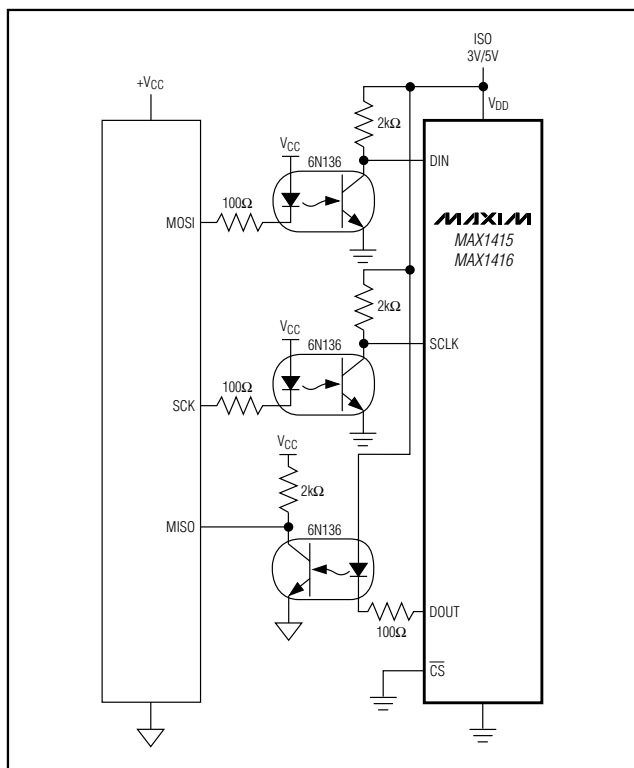 ISO
3V/5V
+VCC
VDD
2kΩ
VCC
6N136
DIN
100Ω
MOSI
MAXIM
MAX1415
MAX1416
2kΩ
VCC
6N136
SCLK
100Ω
SCK
VCC
2kΩ
MISO
6N136
DOUT
100Ω
CS